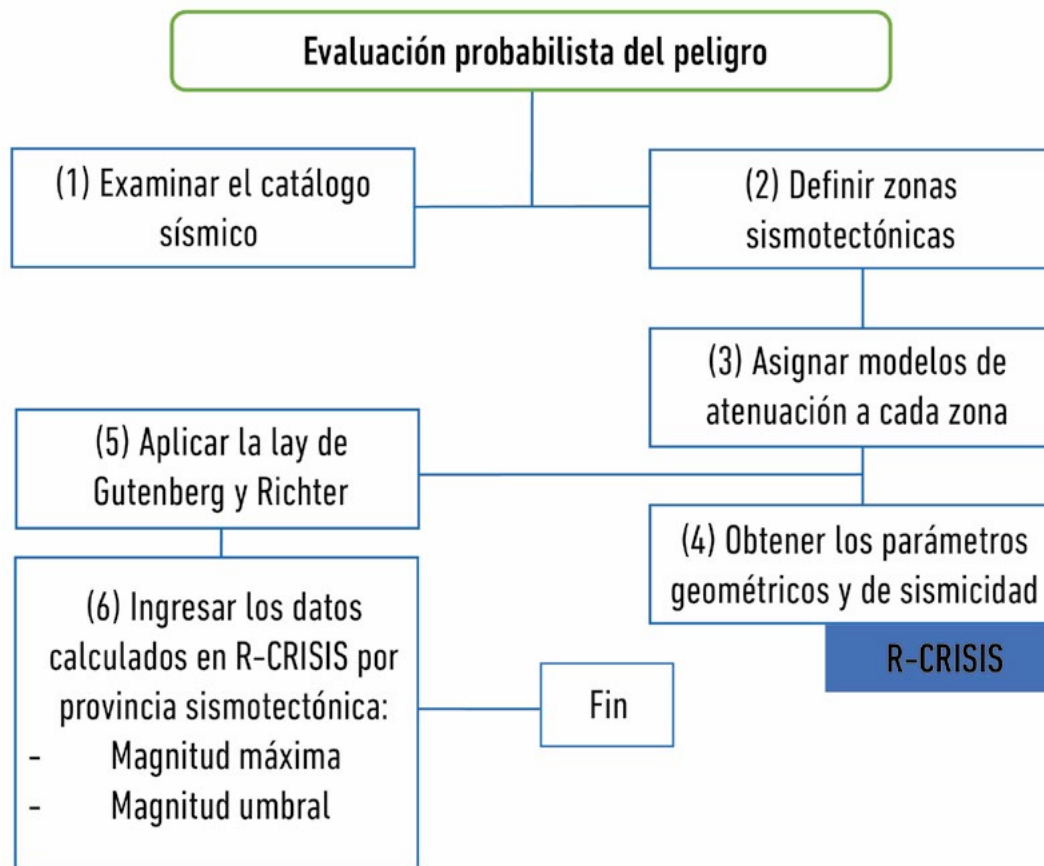 Evaluación probabilista del peligro
(1) Examinar el catálogo
sísmico
(2) Definir zonas
sismotectónicas
(3) Asignar modelos de
atenuación a cada zona
(5) Aplicar la lay de
Gutenberg y Richter
(4) Obtener los parámetros
geométricos y de sismicidad
R-CRISIS
(6) Ingresar los datos
calculados en R-CRISIS por
provincia sismotectónica:
- Magnitud máxima
- Magnitud umbral
Fin